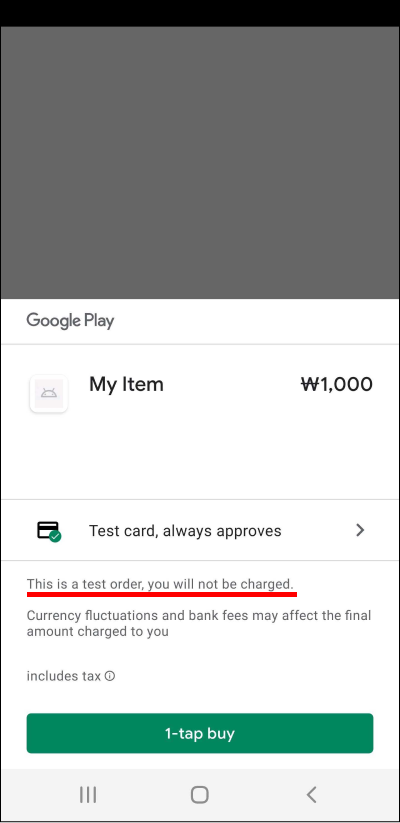 Google Play
My Item ₩1,000
Test card, always approves
This is a test order, you will not be charged.
Currency fluctuations and bank fees may affect the final
amount charged to you
includes tax
1-tap buy